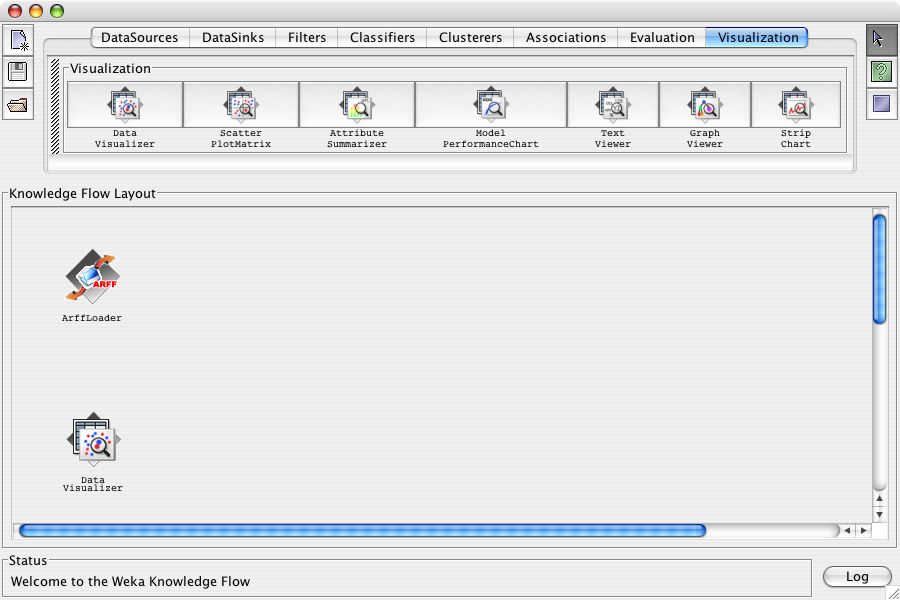 DataSources DataSinks Filters Classifiers Clusterers Associations Evaluation Visualization
Visualization
Data Visualizer
Scatter PlotMatrix
Attribute Summarizer
Model PerformanceChart
Text Viewer
Graph Viewer
Strip Chart
Knowledge Flow Layout
ARFF
ArffLoader
Data
Visualizer
Status
Welcome to the Weka Knowledge Flow
Log